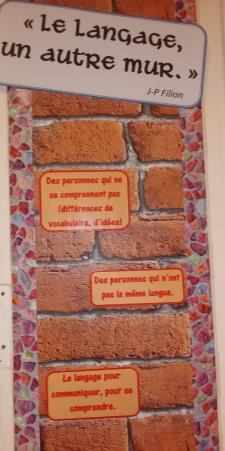 « Le langage,
un autre mur. »
J-P Filion
Des personnes qui ne
se comprennent pas
(différences de
vocabulaire, d'idées)
Des personnes qui n'ont
pas la même langue.
Le langage pour
communiquer, pour se
comprendre.